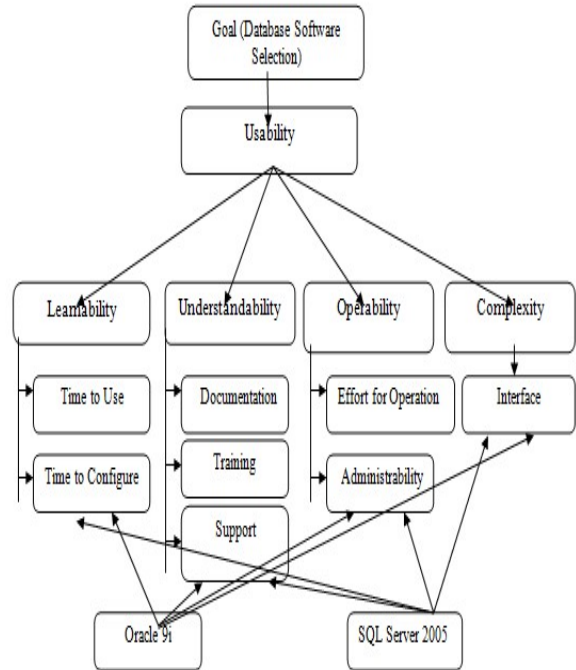 Goal (Database Software
Selection)
Usability
Learnability
Understandability
Operability
Complexity
Time to Use
Documentation
Effort for Operation
Interface
Training
Time to Configure
Administrability
Support
Oracle 9i
SQL Server 2005